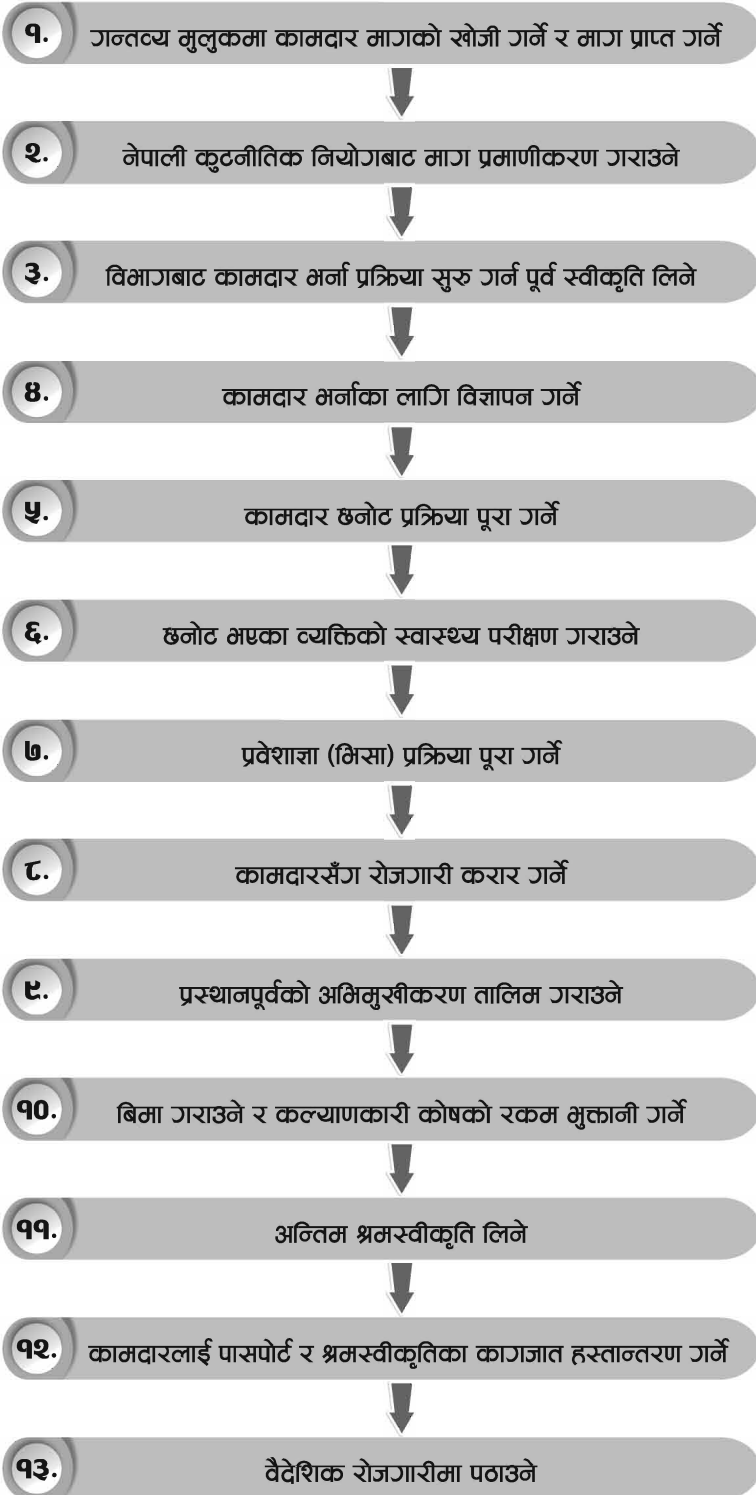 १. गन्तव्य मुलुकमा कामदार मागको खोजी गर्ने र माग प्राप्त गर्ने
२. नेपाली कुटनीतिक नियोगबाट माग प्रमाणीकरण गराउने
३. विभागबाट कामदार भर्ना प्रक्रिया सुरु गर्न पूर्व स्वीकृति लिने
४. कामदार भर्नाका लागि विज्ञापन गर्ने
५. कामदार छनोट प्रक्रिया पूरा गर्ने
६. छनोट भएका व्यक्तिको स्वास्थ्य परीक्षण गराउने
७. प्रवेशाज्ञा (भिसा) प्रक्रिया पूरा गर्ने
८. कामदारसँग रोजगारी करार गर्ने
९. प्रस्थानपूर्वको अभिमुखीकरण तालिम गराउने
१०. बिमा गराउने र कल्याणकारी कोषको रकम भुक्तानी गर्ने
११. अन्तिम श्रमस्वीकृति लिने
१२. कामदारलाई पासपोर्ट र श्रमस्वीकृतिका कागजात हस्तान्तरण गर्ने
१३. वैदेशिक रोजगारीमा पठाउने